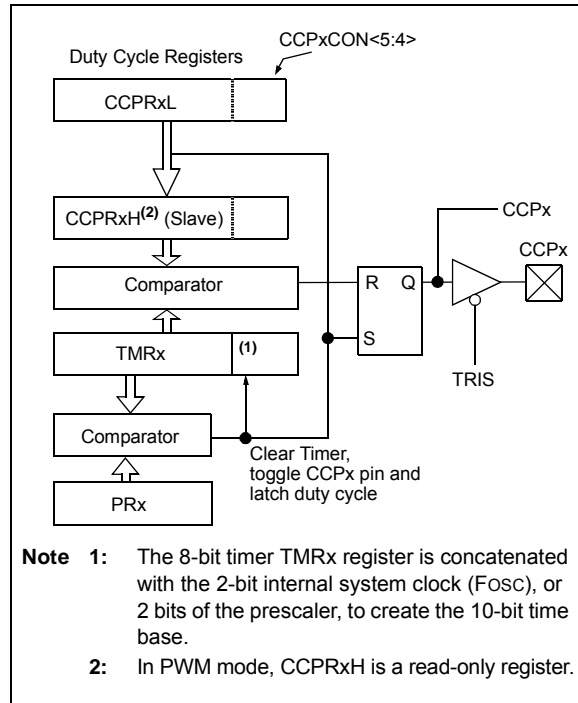 CCPxCON<5:4>
Duty Cycle Registers
CCPRxL
CCPRxH(2) (Slave)
CCPx
CCPx
Comparator
R Q
TMRx
(1)
S
TRIS
Comparator
Clear Timer,
toggle CCPx pin and
latch duty cycle
PRx
Note 1: The 8-bit timer TMRx register is concatenated
with the 2-bit internal system clock (FOSC), or
2 bits of the prescaler, to create the 10-bit time
base.
2: In PWM mode, CCPRxH is a read-only register.